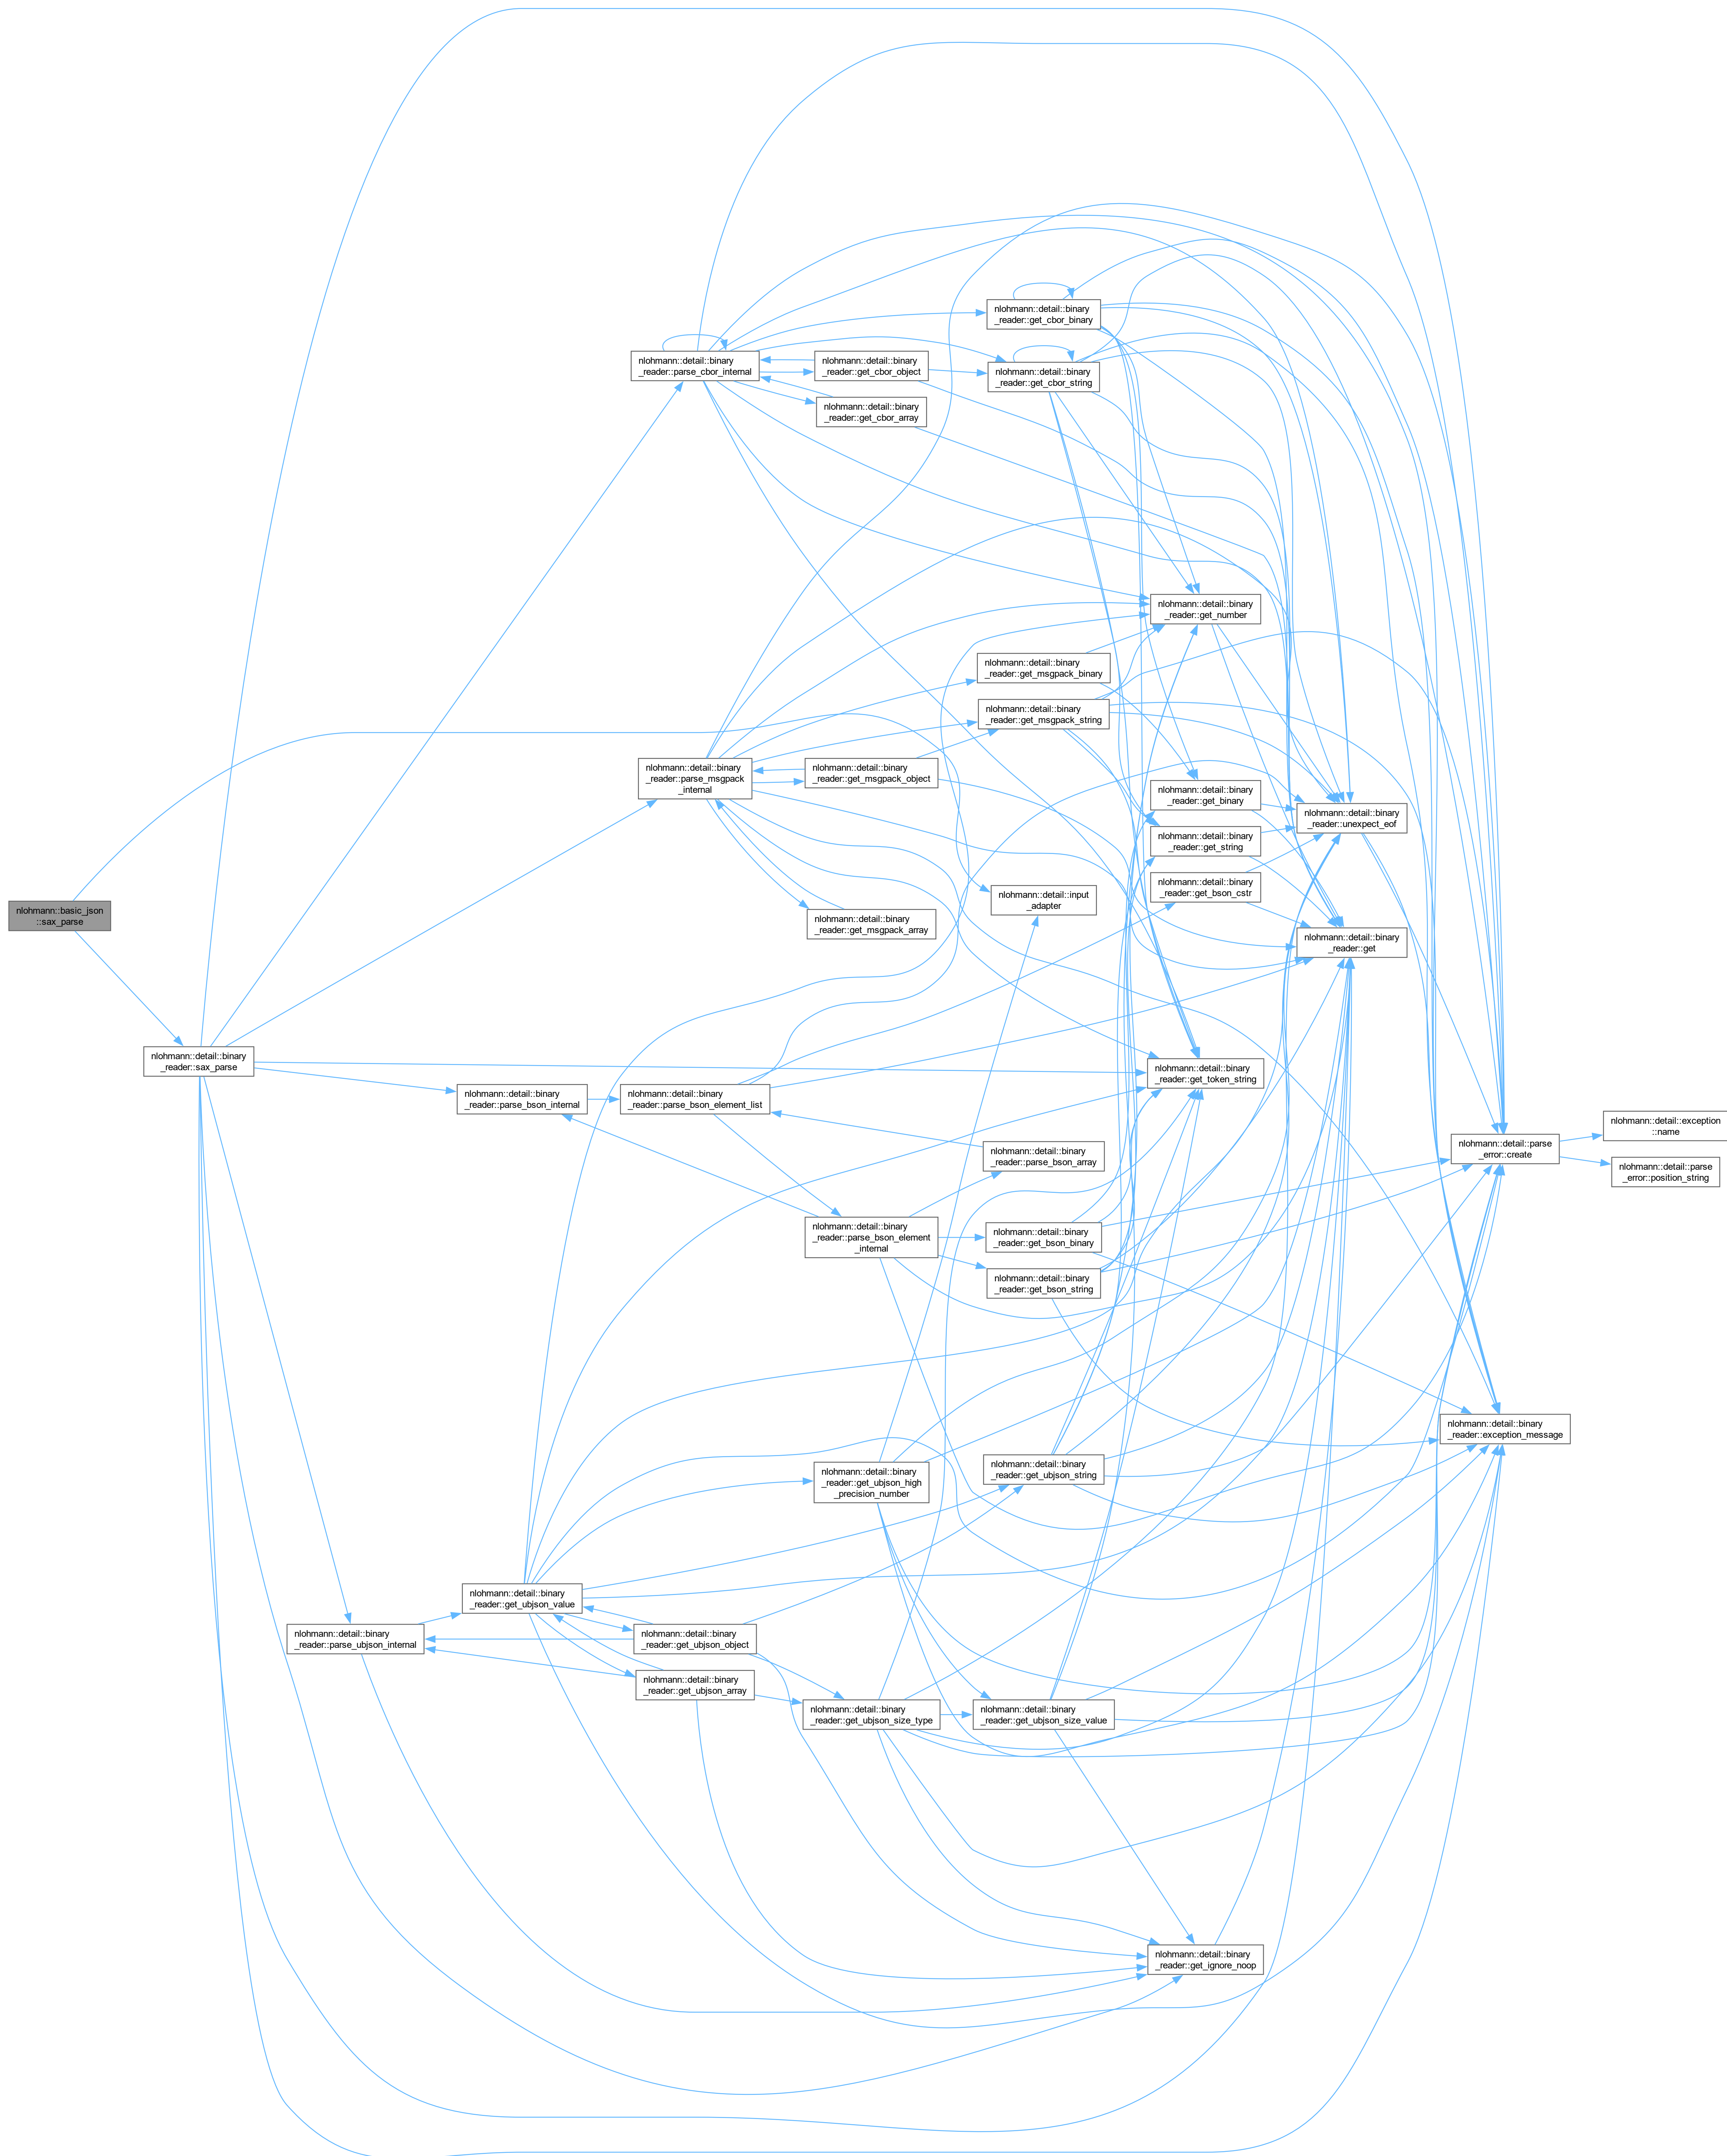 nlohmann::basic_json
::sax_parse
nlohmann::detail::binary
_reader::sax_parse
nlohmann::detail::binary
_reader::parse_cbor_internal
nlohmann::detail::binary
_reader::get_cbor_binary
nlohmann::detail::binary
_reader::get_cbor_object
nlohmann::detail::binary
_reader::get_cbor_string
nlohmann::detail::binary
_reader::get_cbor_array
nlohmann::detail::binary
_reader::get_number
nlohmann::detail::binary
_reader::get_msgpack_binary
nlohmann::detail::binary
_reader::get_msgpack_string
nlohmann::detail::binary
_reader::parse_msgpack
_internal
nlohmann::detail::binary
_reader::get_msgpack_object
nlohmann::detail::binary
_reader::get_binary
nlohmann::detail::binary
_reader::unexpect_eof
nlohmann::detail::binary
_reader::get_string
nlohmann::detail::binary
_reader::get_bson_cstr
nlohmann::detail::input
_adapter
nlohmann::detail::binary
_reader::get_msgpack_array
nlohmann::detail::binary
_reader::get
nlohmann::detail::binary
_reader::get_token_string
nlohmann::detail::binary
_reader::parse_bson_internal
nlohmann::detail::binary
_reader::parse_bson_element_list
nlohmann::detail::exception
::name
nlohmann::detail::parse
_error::create
nlohmann::detail::parse
_error::position_string
nlohmann::detail::binary
_reader::parse_bson_array
nlohmann::detail::binary
_reader::parse_bson_element
_internal
nlohmann::detail::binary
_reader::get_bson_binary
nlohmann::detail::binary
_reader::get_bson_string
nlohmann::detail::binary
_reader::exception_message
nlohmann::detail::binary
_reader::get_ubjson_string
nlohmann::detail::binary
_reader::get_ubjson_high
_precision_number
nlohmann::detail::binary
_reader::get_ubjson_value
nlohmann::detail::binary
_reader::parse_ubjson_internal
nlohmann::detail::binary
_reader::get_ubjson_object
nlohmann::detail::binary
_reader::get_ubjson_array
nlohmann::detail::binary
_reader::get_ubjson_size_type
nlohmann::detail::binary
_reader::get_ubjson_size_value
nlohmann::detail::binary
_reader::get_ignore_noop